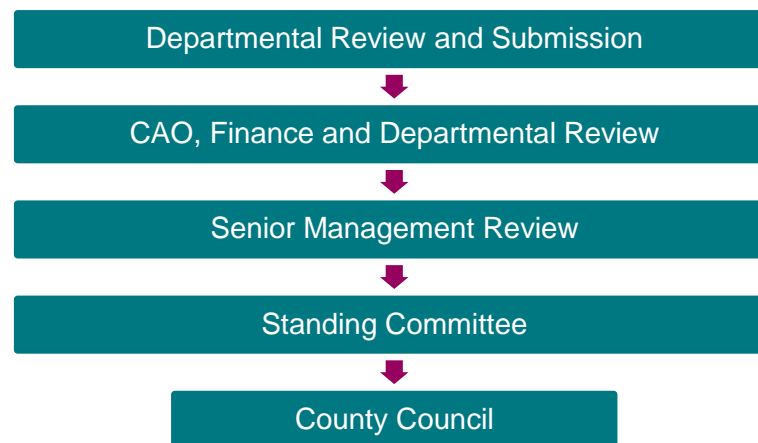 Departmental Review and Submission
CAO, Finance and Departmental Review
Senior Management Review
Standing Committee
County Council